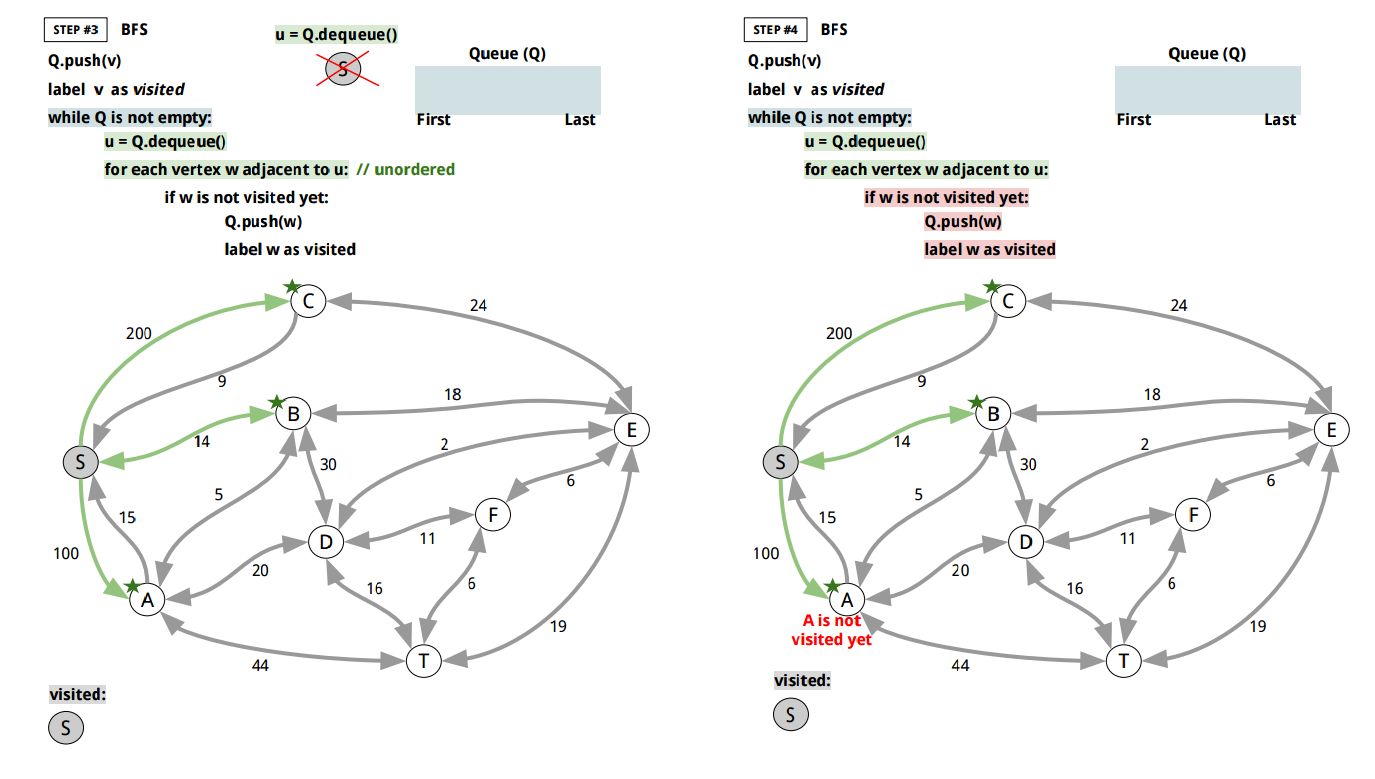 STEP #3 BFS
u = Q.dequeue()
S
Q.push(v)
label v as visited
while Q is not empty:
u = Q.dequeue()
for each vertex w adjacent to u: // unordered
if w is not visited yet:
Q.push(w)
label w as visited
Queue (Q)
First Last
C
24
200
9
B
18
14
E
S
2
30
6
5
F
15
D
11
100
20
16
6
A
19
44
T
visited:
S
STEP #4 BFS
Q.push(v)
label v as visited
while Q is not empty:
u = Q.dequeue()
for each vertex w adjacent to u:
if w is not visited yet:
Q.push(w)
label w as visited
Queue (Q)
First Last
C
24
200
9
B
18
14
E
S
2
30
6
5
F
15
D
11
100
20
16
6
A
A is not
visited yet
19
44
T
visited:
S